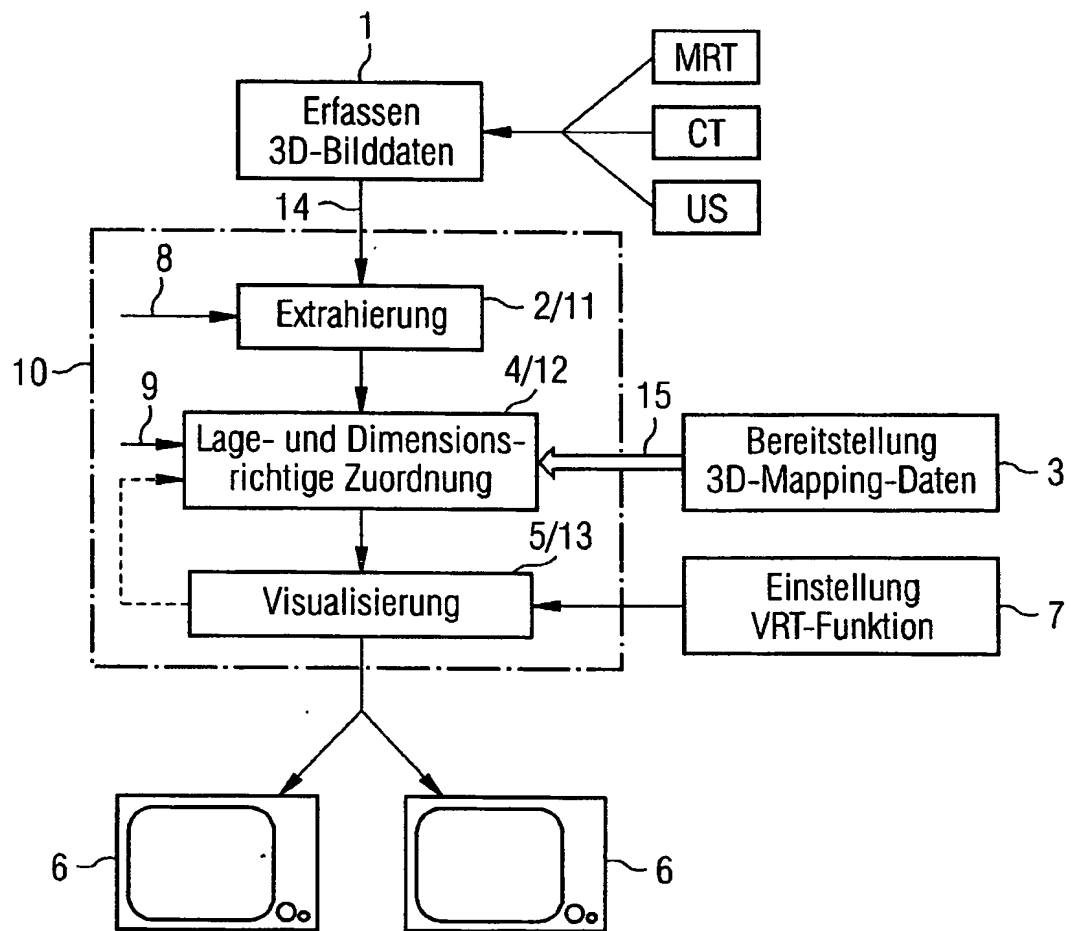 1
MRT
Erfassen
3D-Bilddaten
CT
US
14
8
Extrahierung
2/11
10
4/12
9
15
Lage- und Dimensions-
richtige Zuordnung
Bereitstellung
3D-Mapping-Daten
3
5/13
Visualisierung
Einstellung
VRT-Funktion
7
6
6